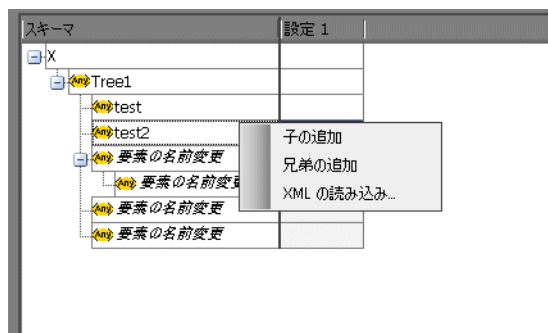 スキーマ 設定 1
X
Any Tree1
Any test
Any test2
Any 要素の名前変更
Any 要素の名前変
Any 要素の名前変更
Any 要素の名前変更
子の追加
兄弟の追加
XML の読み込み...